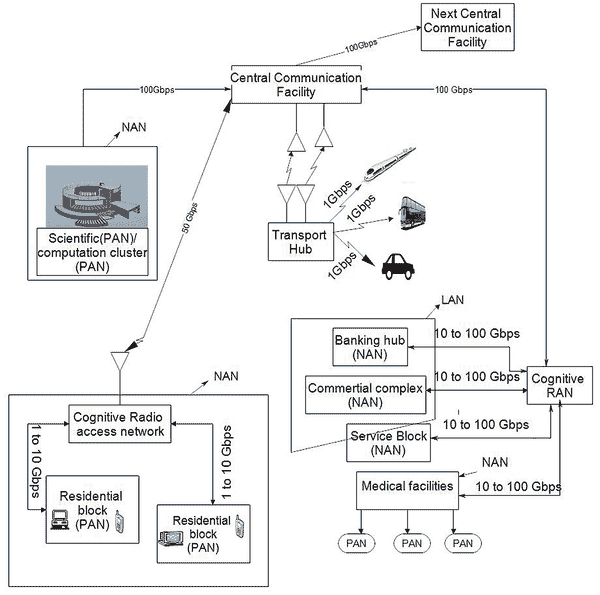 Next Central
Communication
Facility
100Gbps
Central Communication
Facility
100Gbps
100 Gbps
NAN
50 Gbps
Scientific(PAN)/
computation cluster
(PAN)
Transport
Hub
1Gbps
1Gbps
1Gbps
LAN
Banking hub
(NAN)
10 to 100 Gbps
Commertial complex
(NAN)
10 to 100 Gbps
Cognitive
RAN
Service Block
(NAN)
10 to 100 Gbps
NAN
Medical facilities
10 to 100 Gbps
PAN
PAN
PAN
NAN
Cognitive Radio
access network
1 to 10 Gbps
1 to 10 Gbps
Residential
block
(PAN)
Residential
block
(PAN)